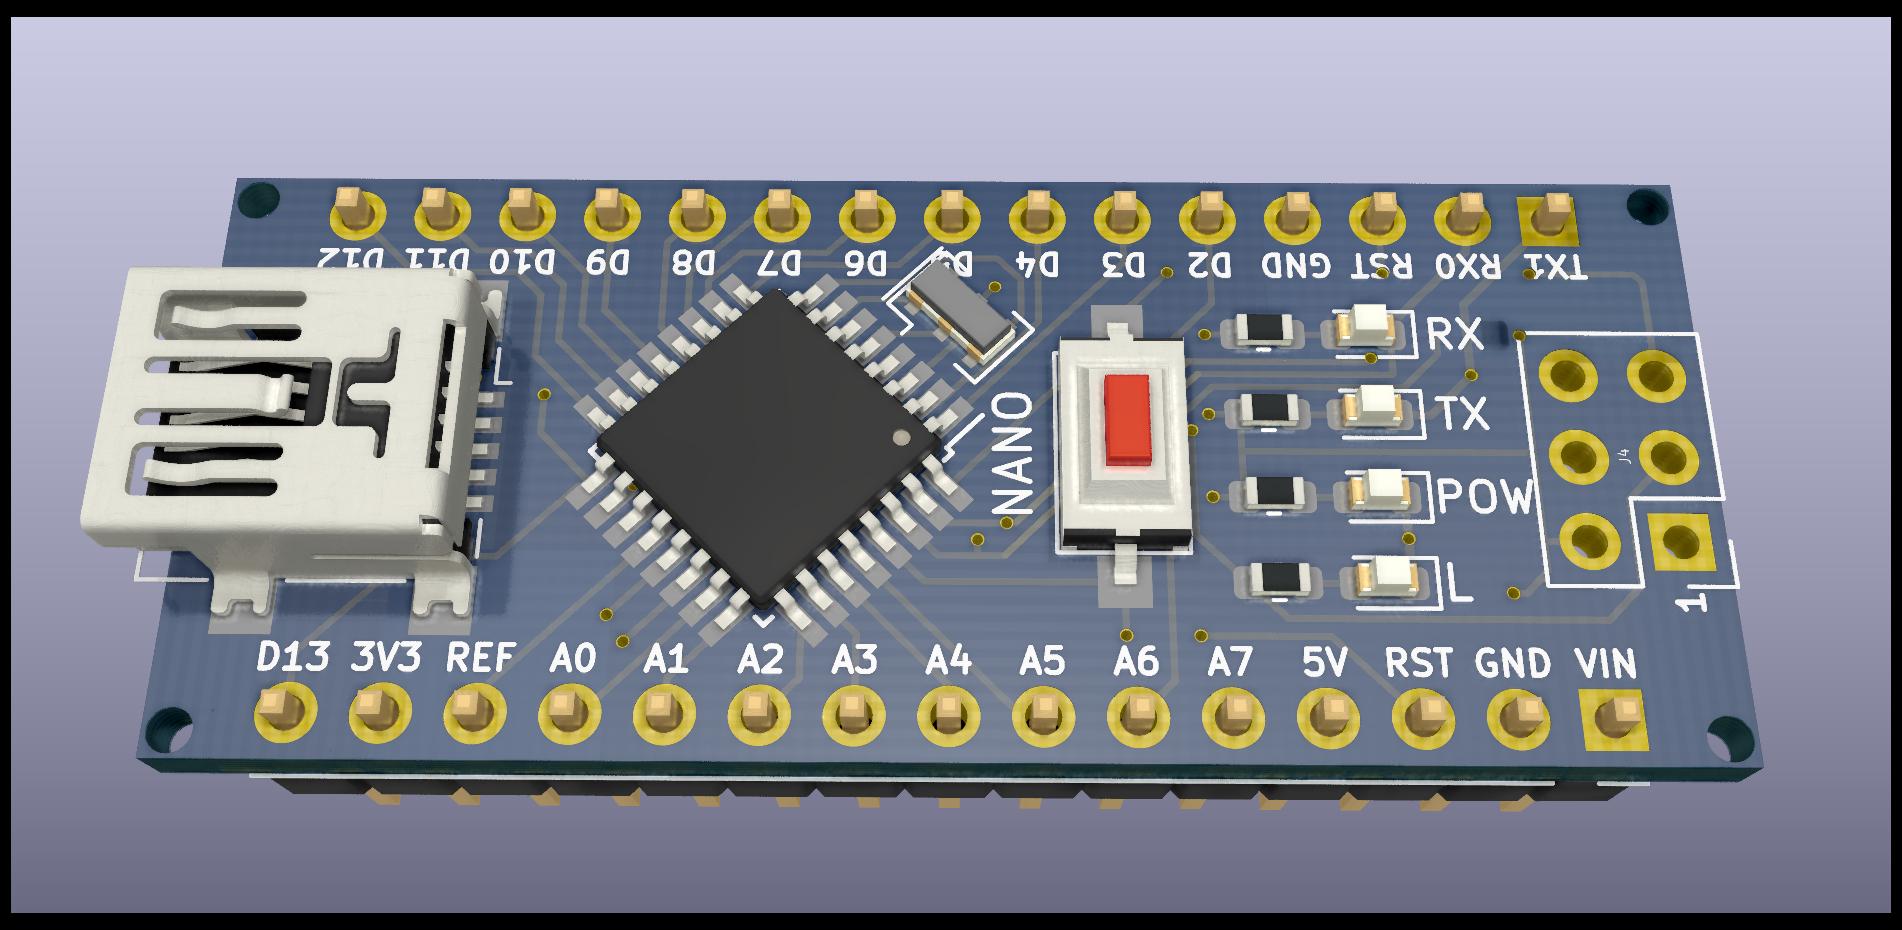 D12 D11 D10 D9 D8 D7 D6 D5 D4 D3 D2 GND RST RX0 TX1
RX
TX
POW
L
NANO
J4
1
D13 3V3 REF A0 A1 A2 A3 A4 A5 A6 A7 5V RST GND VIN